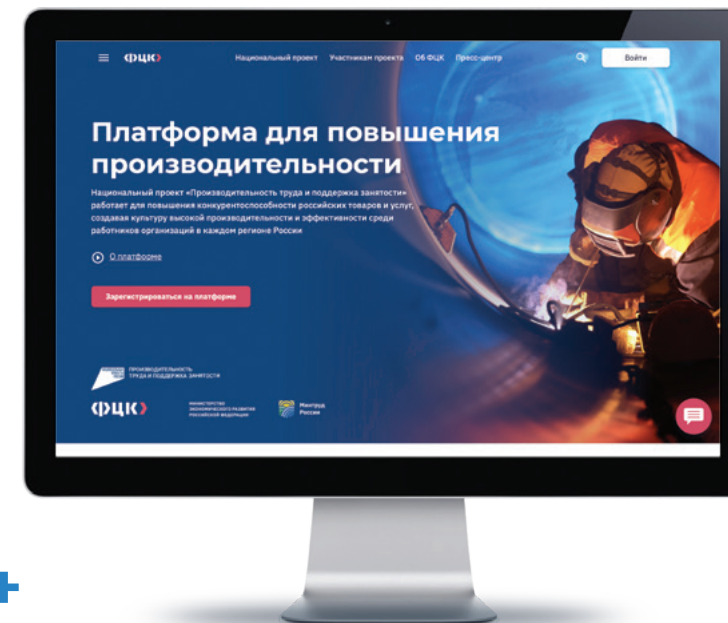 ФЦК
Национальный проект Участникам проекта Об ФЦК Пресс-центр Войти
Платформа для повышения
производительности
Национальный проект «Производительность труда и поддержка занятости»
работает для повышения конкурентоспособности российских товаров и услуг,
создавая культуру высокой производительности и эффективности среди
работников организаций в каждом регионе России
О платформе
Зарегистрироваться на платформе
ПРОИЗВОДИТЕЛЬНОСТЬ
ТРУДА И ПОДДЕРЖКА ЗАНЯТОСТИ
ФЦК
МИНИСТЕРСТВО
ЭКОНОМИЧЕСКОГО РАЗВИТИЯ
РОССИЙСКОЙ ФЕДЕРАЦИИ
Минтруд
России